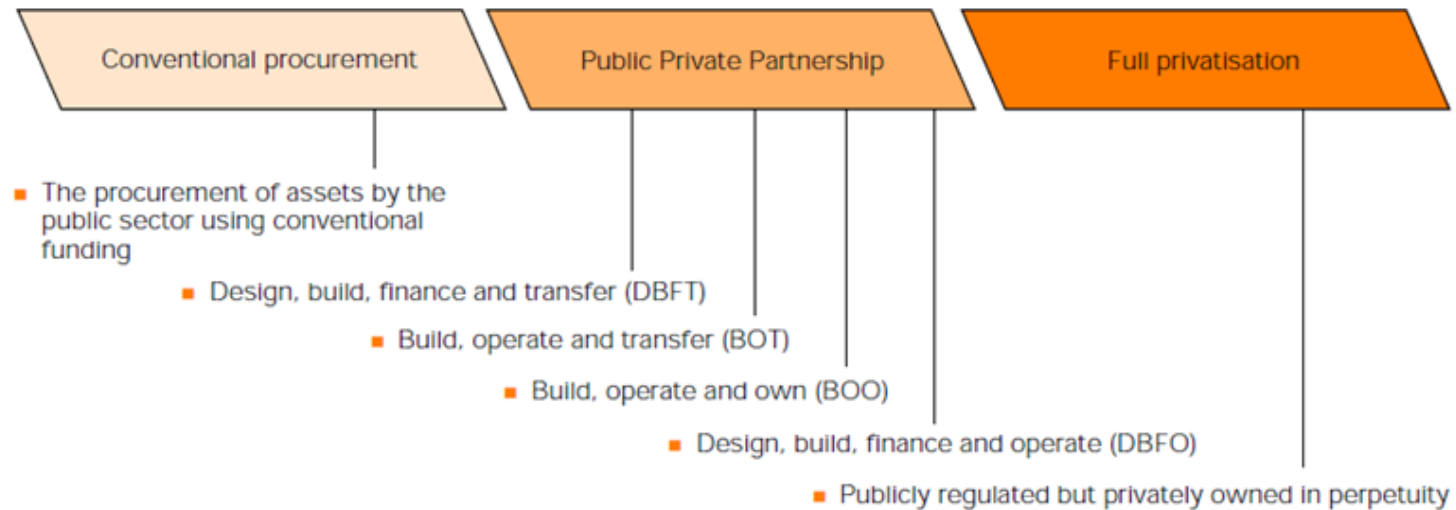 Conventional procurement
Public Private Partnership
Full privatisation
The procurement of assets by the
public sector using conventional
funding
Design, build, finance and transfer (DBFT)
Build, operate and transfer (BOT)
Build, operate and own (BOO)
Design, build, finance and operate (DBFO)
Publicly regulated but privately owned in perpetuity